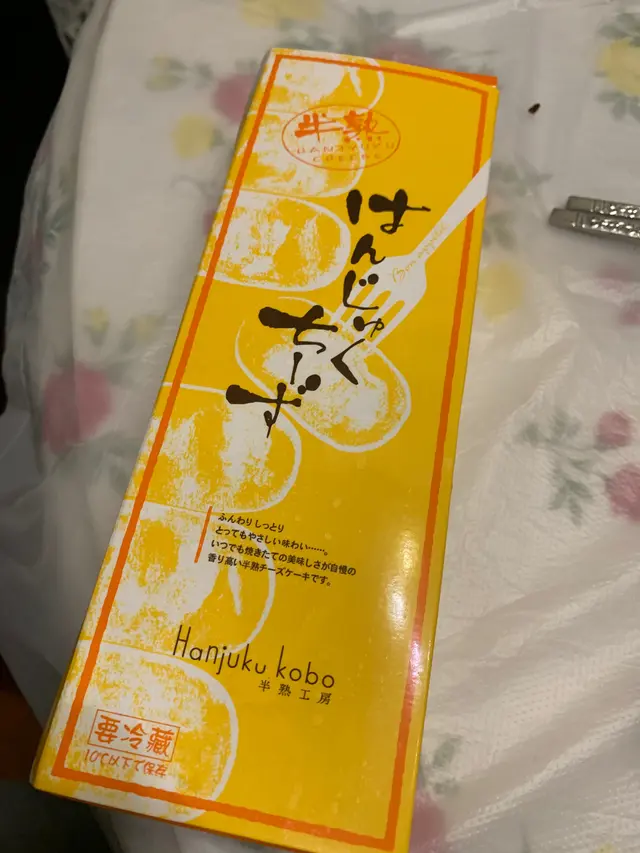 半熟
HANJYUKU
CHEESE
はんじゅく
ちーず
Bon appétit
ふんわり しっとり
とってもやさしい味わい……。
いつでも焼きたての美味しさが自慢の
香り高い半熟チーズケーキです。
Hanjuku kobo
半熟工房
要冷蔵
10℃以下で保存